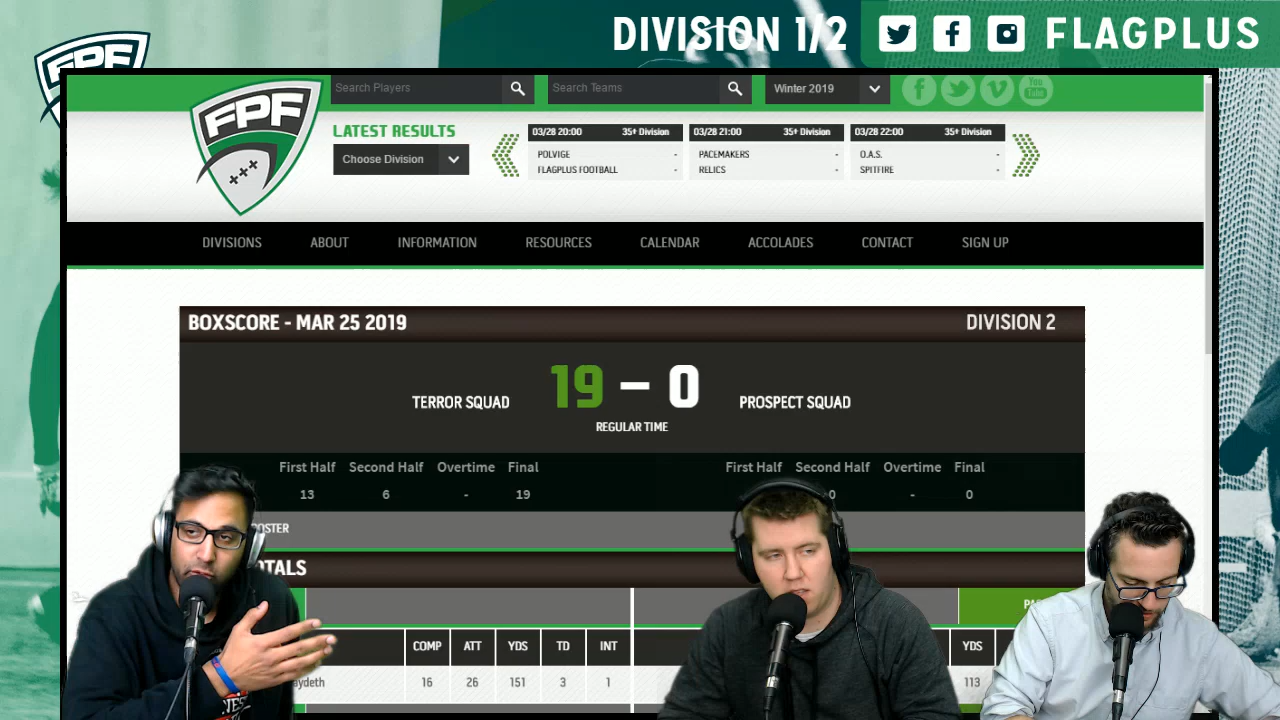 DIVISION 1/2
FLAGPLUS
FPF
FPF
Search Players
Search Teams
Winter 2019
You
Tube
LATEST RESULTS
Choose Division
03/28 20:00 35+ Division
POLVIGE -
FLAGPLUS FOOTBALL -
03/28 21:00 35+ Division
PACEMAKERS -
RELICS -
03/28 22:00 35+ Division
O.A.S. -
SPITFIRE -
DIVISIONS ABOUT INFORMATION RESOURCES CALENDAR ACCOLADES CONTACT SIGN UP
BOXSCORE - MAR 25 2019 DIVISION 2
TERROR SQUAD 19 – 0 PROSPECT SQUAD
REGULAR TIME
First Half Second Half Overtime Final First Half Second Half Overtime Final
13 6 - 19 0 - 0
COMP ATT YDS TD INT YDS
16 26 151 3 1 113